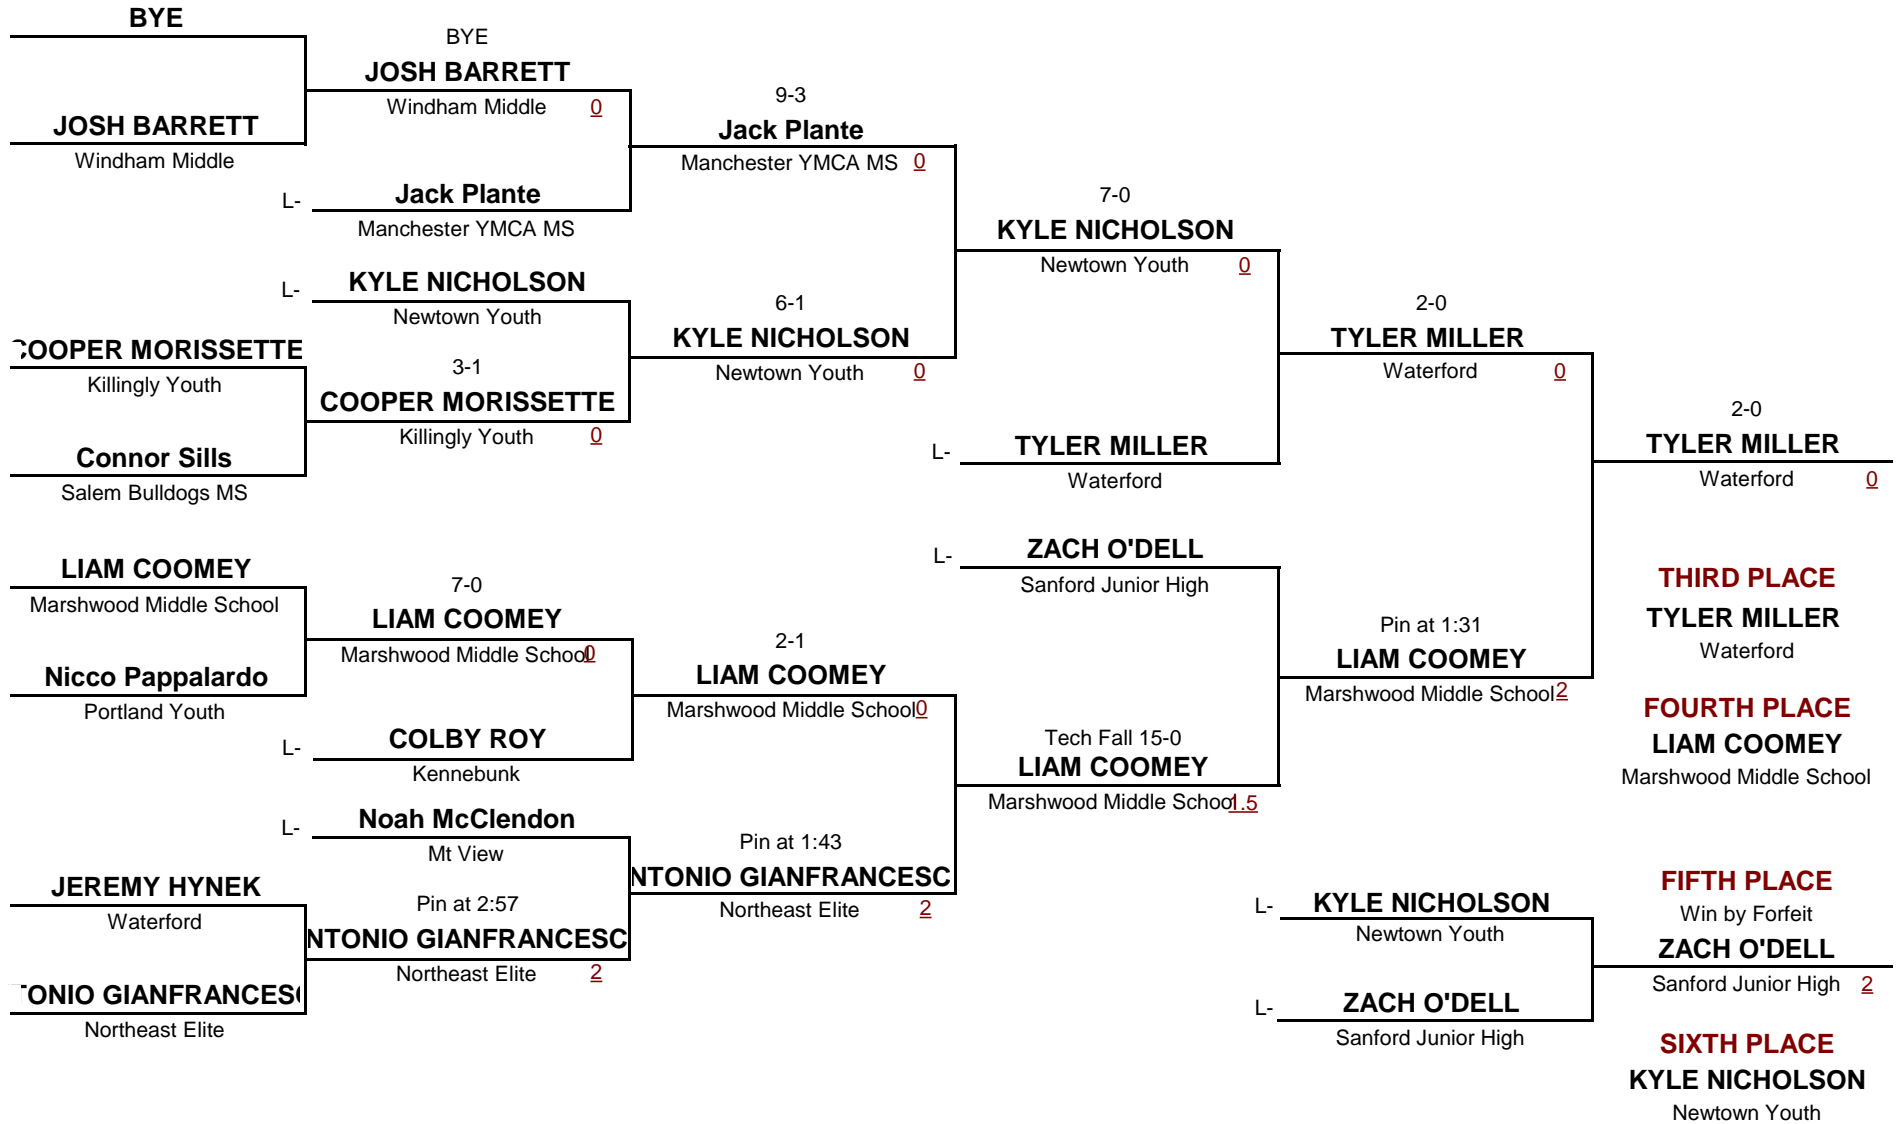 BYE
JOSH BARRETT
Windham Middle
COOPER MORISSETTE
Killingly Youth
Connor Sills
Salem Bulldogs MS
LIAM COOMEY
Marshwood Middle School
Nicco Pappalardo
Portland Youth
JEREMY HYNEK
Waterford
TONIO GIANFRANCES
Northeast Elite
BYE
JOSH BARRETT
Windham Middle 0
L- Jack Plante
Manchester YMCA MS
L- KYLE NICHOLSON
Newtown Youth
3-1
COOPER MORISSETTE
Killingly Youth 0
7-0
LIAM COOMEY
Marshwood Middle School 0
L- COLBY ROY
Kennebunk
L- Noah McClendon
Mt View
Pin at 2:57
NTONIO GIANFRANCESC
Northeast Elite 2
9-3
Jack Plante
Manchester YMCA MS 0
6-1
KYLE NICHOLSON
Newtown Youth 0
2-1
LIAM COOMEY
Marshwood Middle School 0
Pin at 1:43
NTONIO GIANFRANCESC
Northeast Elite 2
7-0
KYLE NICHOLSON
Newtown Youth 0
L- TYLER MILLER
Waterford
L- ZACH O'DELL
Sanford Junior High
Tech Fall 15-0
LIAM COOMEY
Marshwood Middle School 1.5
2-0
TYLER MILLER
Waterford 0
Pin at 1:31
LIAM COOMEY
Marshwood Middle School 2
L- KYLE NICHOLSON
Newtown Youth
L- ZACH O'DELL
Sanford Junior High
2-0
TYLER MILLER
Waterford 0
THIRD PLACE
TYLER MILLER
Waterford
FOURTH PLACE
LIAM COOMEY
Marshwood Middle School
FIFTH PLACE
Win by Forfeit
ZACH O'DELL
Sanford Junior High 2
SIXTH PLACE
KYLE NICHOLSON
Newtown Youth